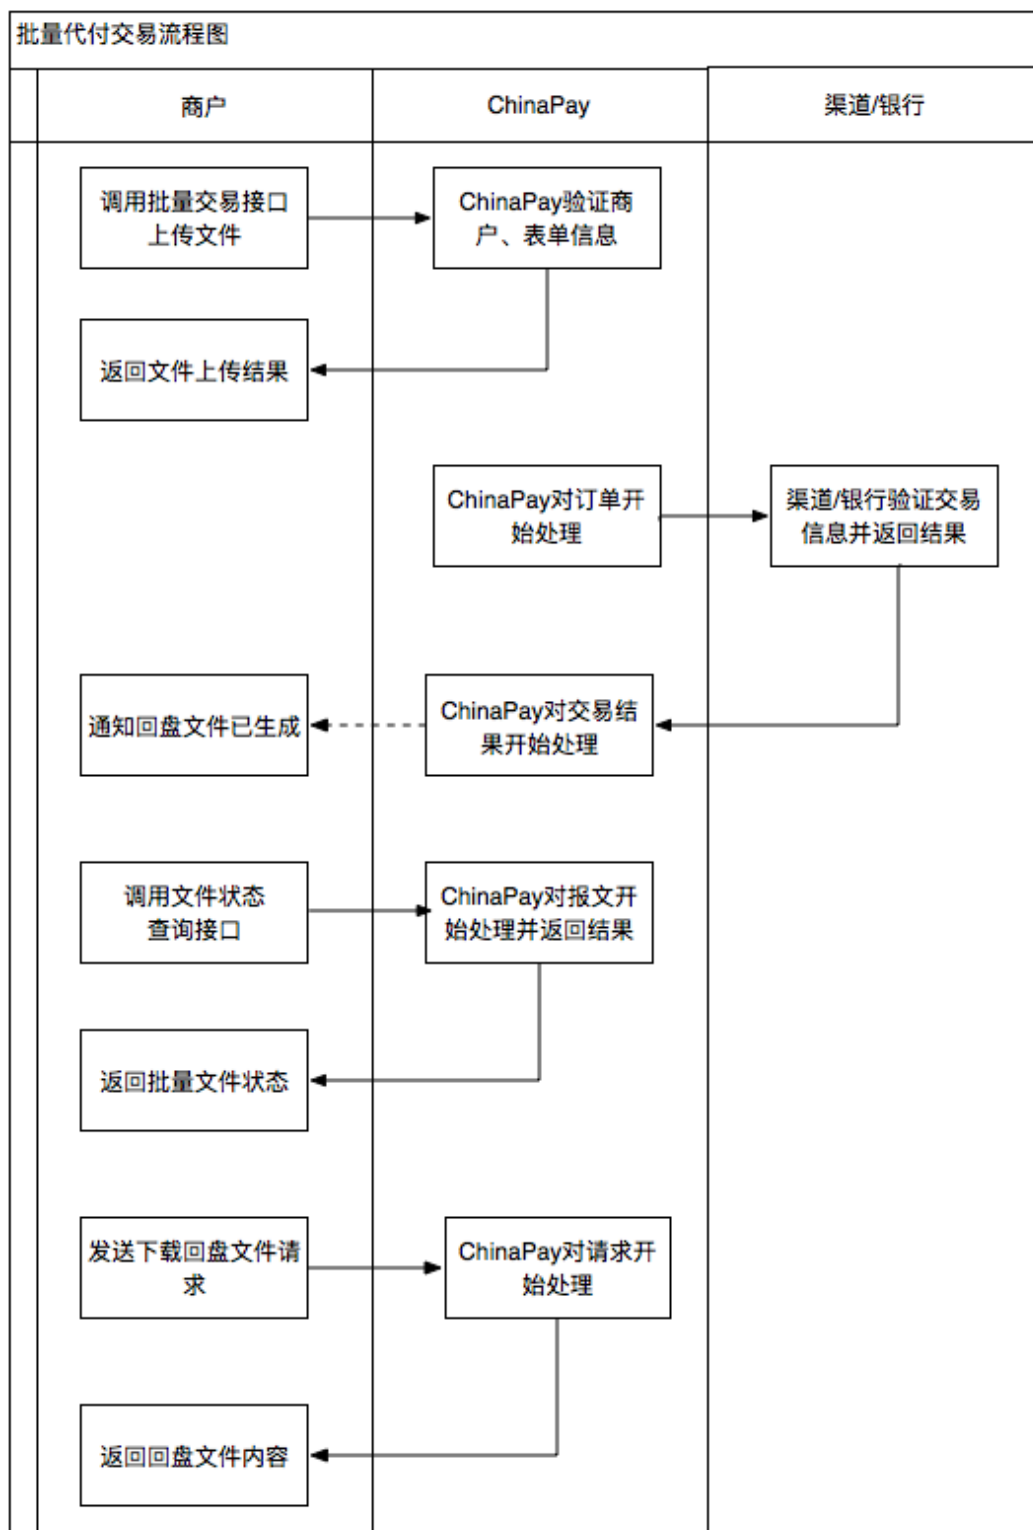 批量代付交易流程图
商户
ChinaPay
渠道/银行
调用批量交易接口
上传文件
ChinaPay验证商
户、表单信息
返回文件上传结果
ChinaPay对订单开
始处理
渠道/银行验证交易
信息并返回结果
通知回盘文件已生成
ChinaPay对交易结
果开始处理
调用文件状态
查询接口
ChinaPay对报文开
始处理并返回结果
返回批量文件状态
发送下载回盘文件请
求
ChinaPay对请求开
始处理
返回回盘文件内容